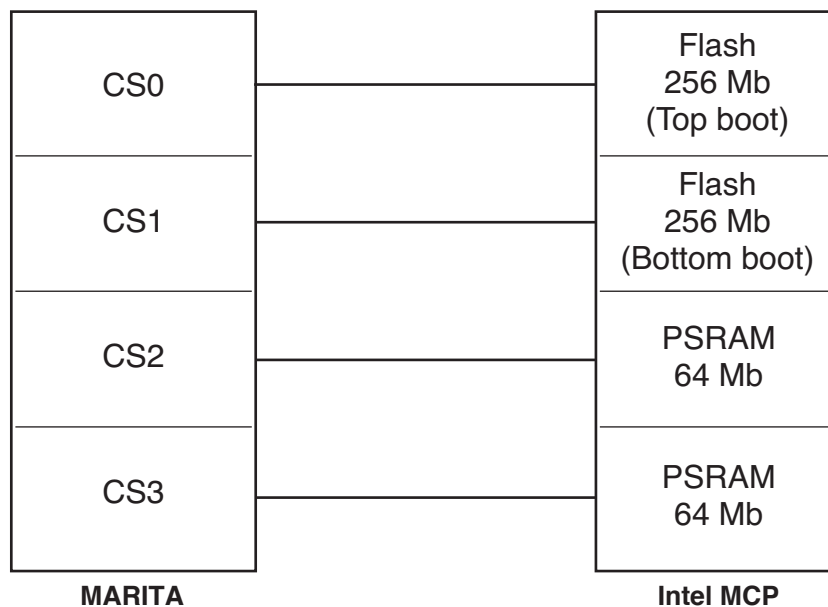 CS0
Flash
256 Mb
(Top boot)
CS1
Flash
256 Mb
(Bottom boot)
CS2
PSRAM
64 Mb
CS3
PSRAM
64 Mb
MARITA
Intel MCP